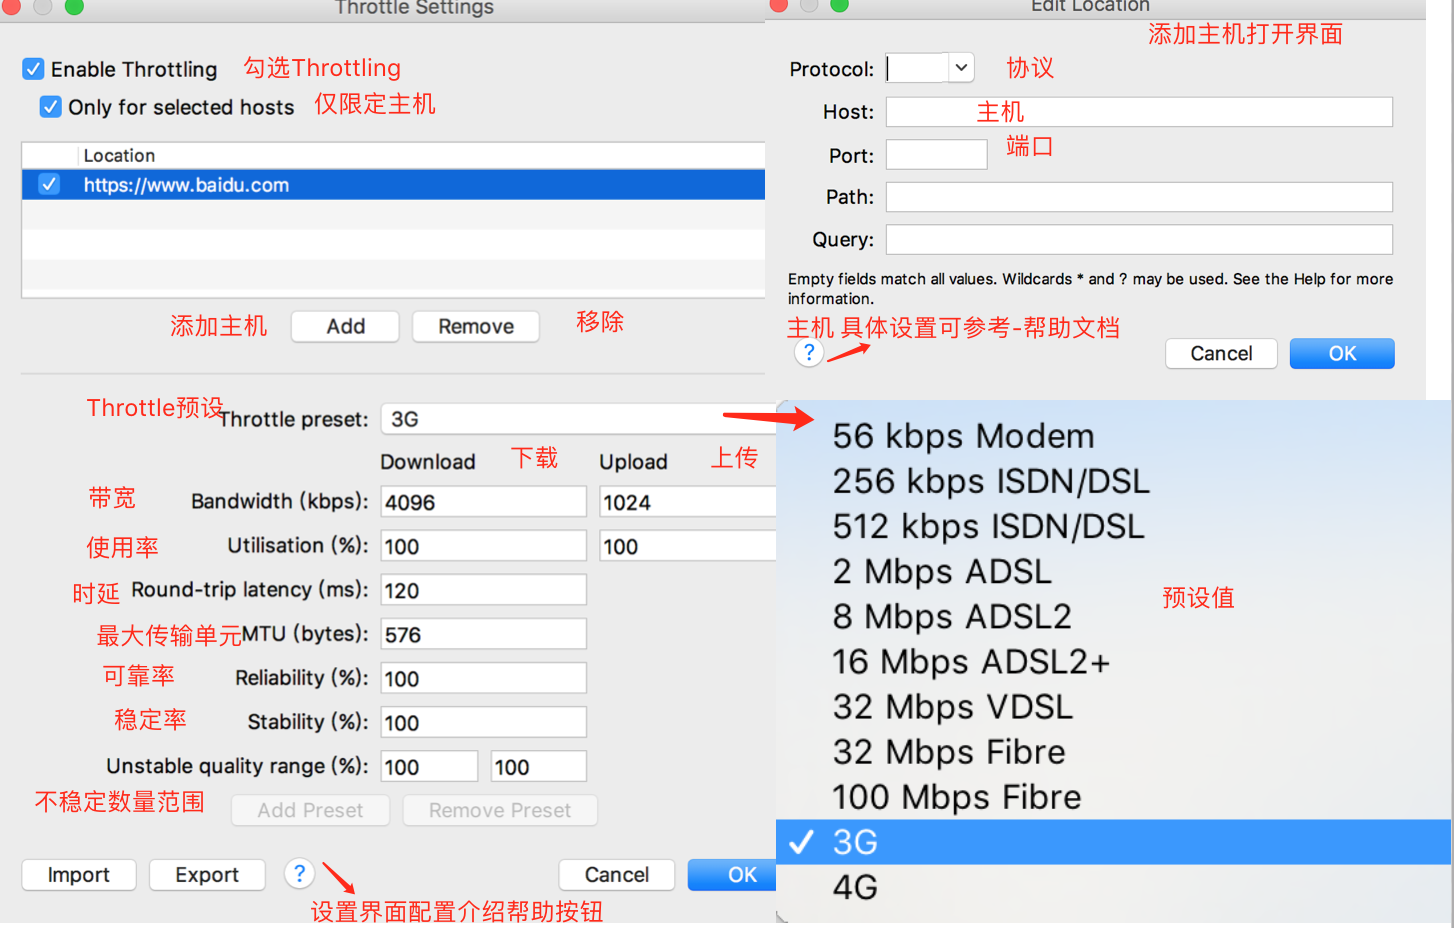 Throttle Settings
Enable Throttling 勾选Throttling
Only for selected hosts 仅限定主机
Location
https://www.baidu.com
添加主机 Add Remove 移除
Throttle预设 Throttle preset: 3G
Download 下载 Upload 上传
带宽 Bandwidth (kbps): 4096 1024
使用率 Utilisation (%): 100 100
时延 Round-trip latency (ms): 120
最大传输单元 MTU (bytes): 576
可靠率 Reliability (%): 100
稳定率 Stability (%): 100
Unstable quality range (%): 100 100
不稳定数量范围 Add Preset Remove Preset
Import Export ? Cancel OK
设置界面配置介绍帮助按钮
Edit Location
添加主机打开界面
Protocol: 协议
Host: 主机
Port: 端口
Path:
Query:
Empty fields match all values. Wildcards * and ? may be used. See the Help for more
information.
主机 具体设置可参考-帮助文档
? Cancel OK
56 kbps Modem
256 kbps ISDN/DSL
512 kbps ISDN/DSL
2 Mbps ADSL
预设值
8 Mbps ADSL2
16 Mbps ADSL2+
32 Mbps VDSL
32 Mbps Fibre
100 Mbps Fibre
3G
4G